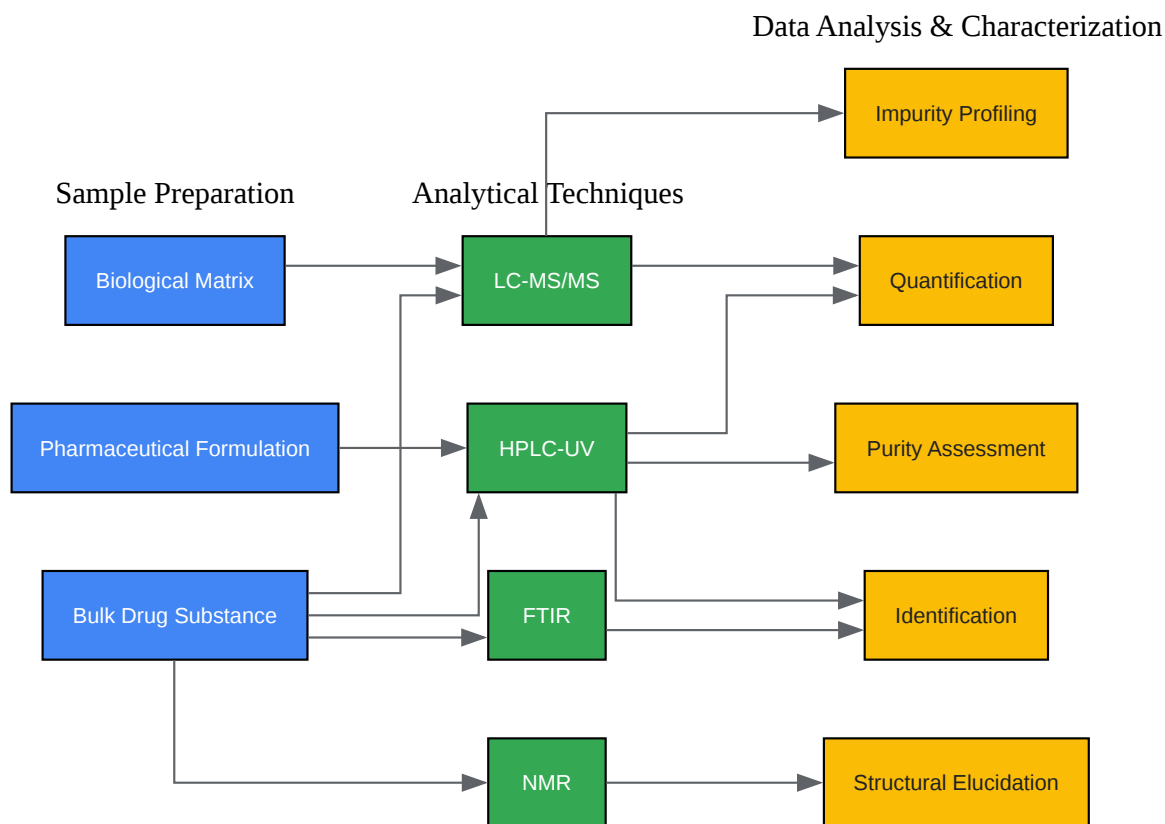 Data Analysis & Characterization
Impurity Profiling
Sample Preparation
Analytical Techniques
Biological Matrix
LC-MS/MS
Quantification
Pharmaceutical Formulation
HPLC-UV
Purity Assessment
Bulk Drug Substance
FTIR
Identification
NMR
Structural Elucidation